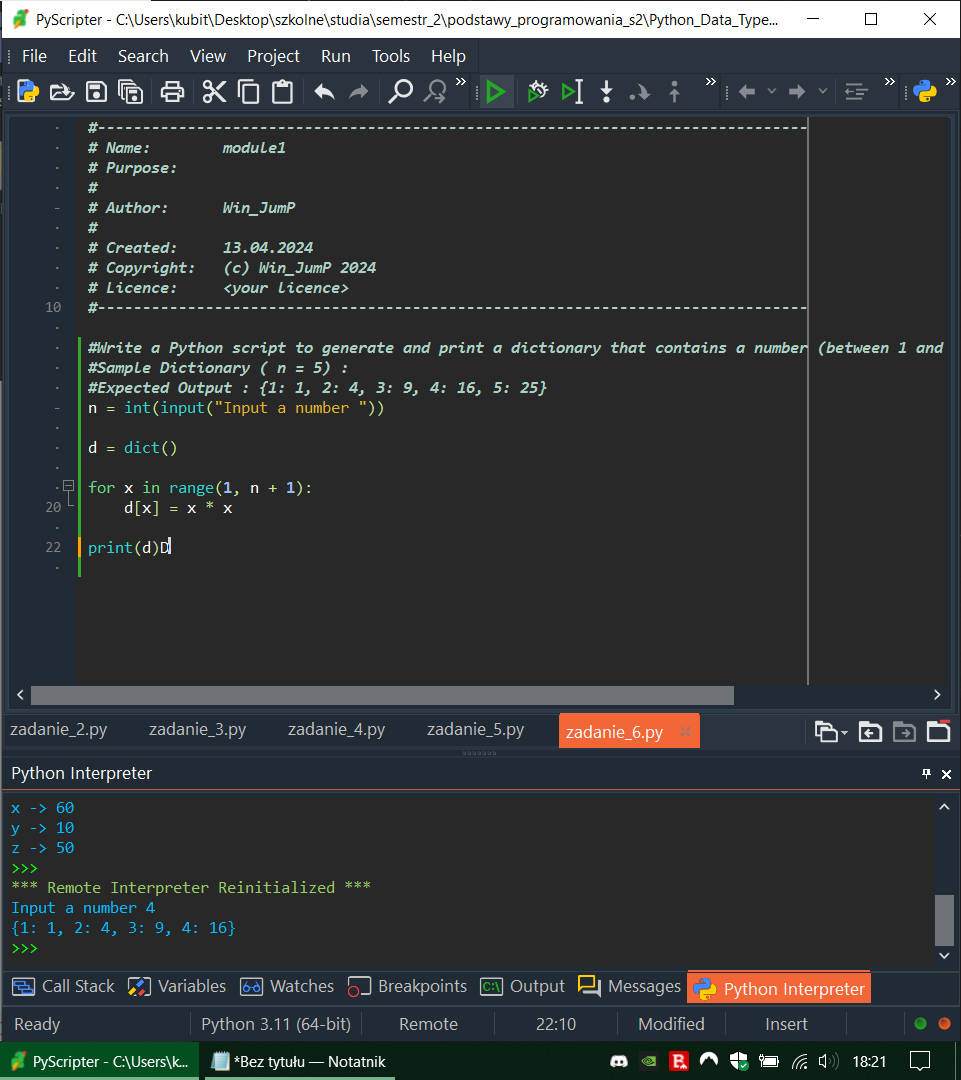 PyScripter - C:\Users\kubit\Desktop\szkolne\studia\semestr_2\podstawy_programowania_s2\Python_Data_Type...
File Edit Search View Project Run Tools Help
#------------------------------------------------------------------------------
# Name: module1
# Purpose:
#
# Author: Win_JumP
#
# Created: 13.04.2024
# Copyright: (c) Win_JumP 2024
# Licence: <your licence>
10 #------------------------------------------------------------------------------
#Write a Python script to generate and print a dictionary that contains a number (between 1 and
#Sample Dictionary ( n = 5) :
#Expected Output : {1: 1, 2: 4, 3: 9, 4: 16, 5: 25}
n = int(input("Input a number "))
d = dict()
for x in range(1, n + 1):
20 d[x] = x * x
22 print(d)D
zadanie_2.py zadanie_3.py zadanie_4.py zadanie_5.py zadanie_6.py
Python Interpreter
x -> 60
y -> 10
z -> 50
>>>
*** Remote Interpreter Reinitialized ***
Input a number 4
{1: 1, 2: 4, 3: 9, 4: 16}
>>>
Call Stack Variables Watches Breakpoints Output Messages Python Interpreter
Ready Python 3.11 (64-bit) Remote 22:10 Modified Insert
PyScripter - C:\Users\k... *Bez tytułu — Notatnik 18:21